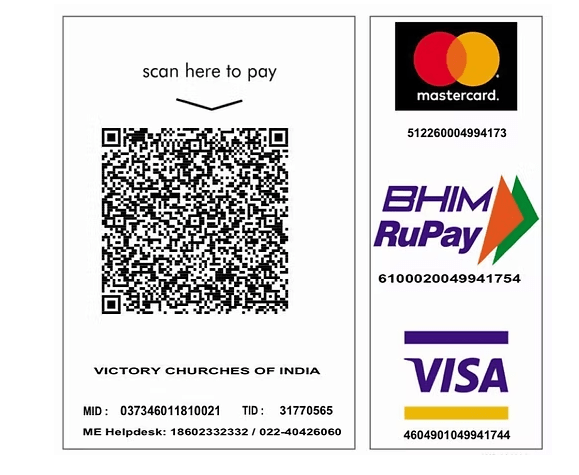 scan here to pay
VICTORY CHURCHES OF INDIA
MID : 037346011810021 TID : 31770565
ME Helpdesk: 18602332332 / 022-40426060
mastercard.
512260004994173
BHIM
RuPay
6100020049941754
VISA
4604901049941744